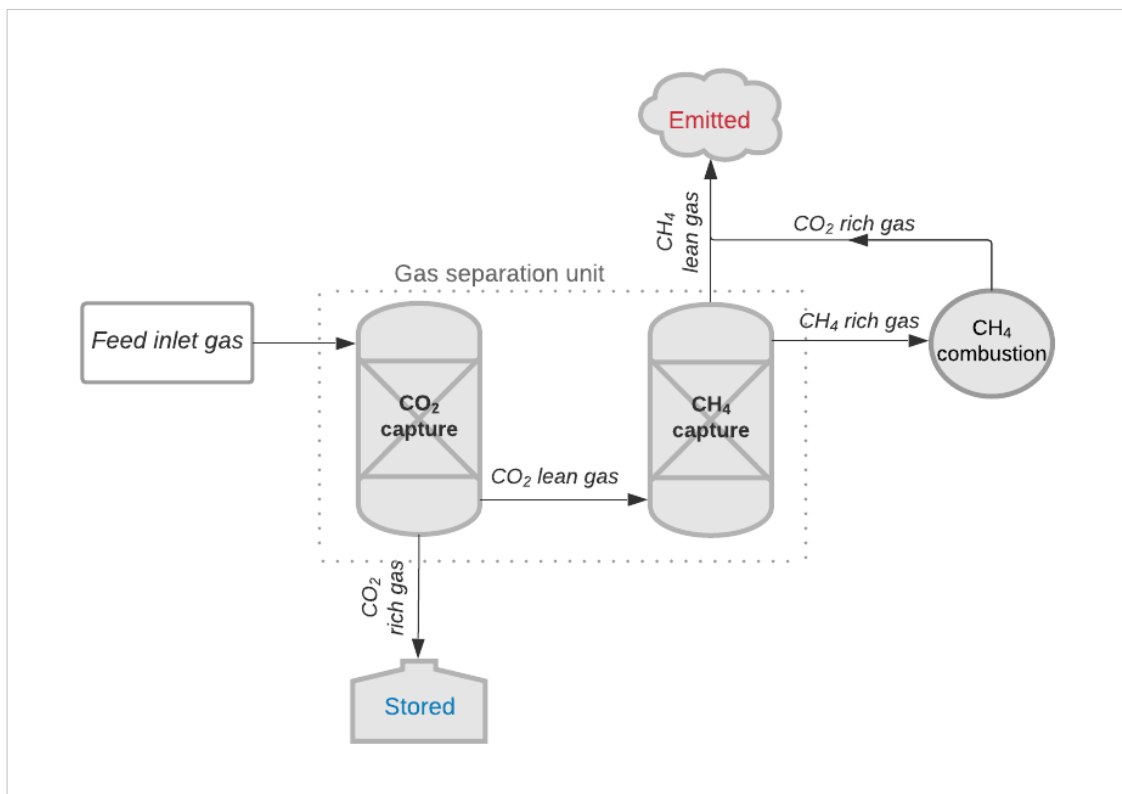 Emitted
CH₄
lean gas
CO₂ rich gas
Gas separation unit
Feed inlet gas
CH₄ rich gas
CH₄
combustion
CO₂
capture
CH₄
capture
CO₂ lean gas
CO₂
rich gas
Stored